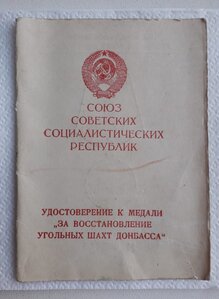 СОЮЗ
СОВЕТСКИХ
СОЦИАЛИСТИЧЕСКИХ
РЕСПУБЛИК
УДОСТОВЕРЕНИЕ К МЕДАЛИ
„ЗА ВОССТАНОВЛЕНИЕ
УГОЛЬНЫХ ШАХТ ДОНБАССА“